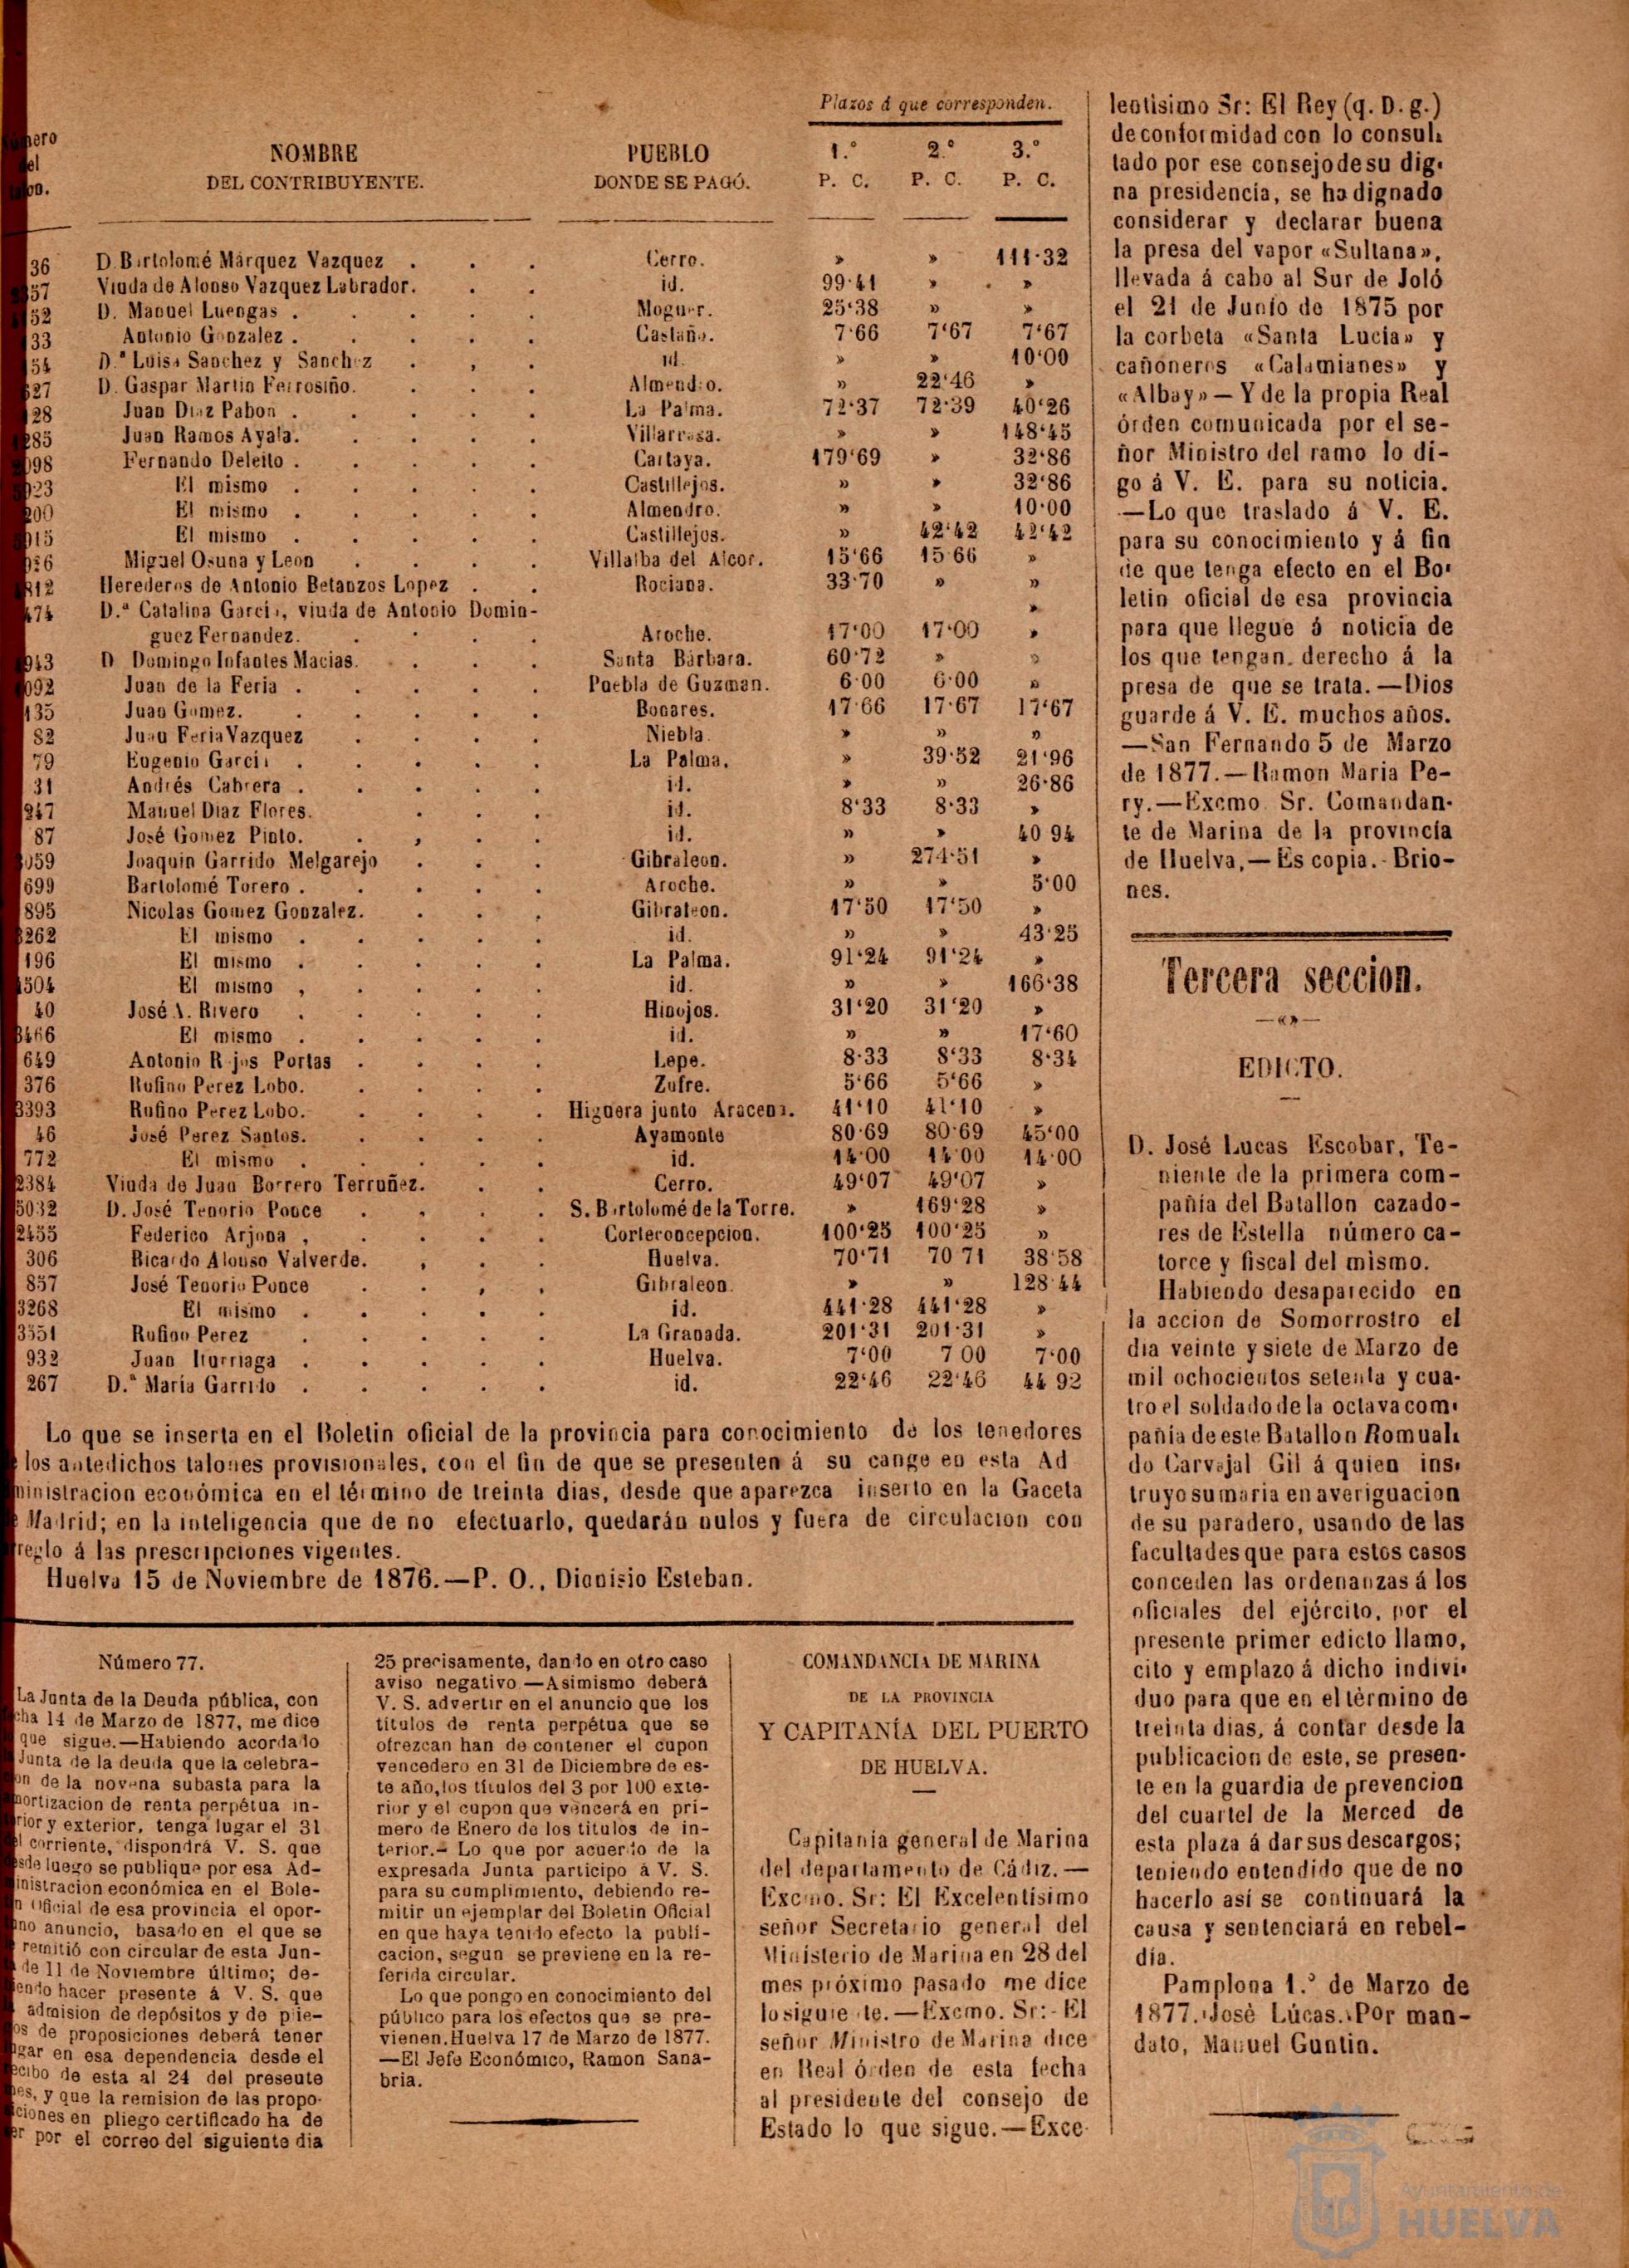 Plazos á que corresponden.
NOMBRE PUEBLO 1.º 2.º 3.º
DEL CONTRIBUYENTE. DONDE SE PAGÓ. P. C. P. C. P. C.
36 D. Bartolomé Márquez Vazquez . . . Cerro. » » 111·32
Viuda de Alonso Vazquez Labrador. . . id. 99·41 » »
D. Manuel Luengas . . . . . Moguer. 25'38 » »
33 Antonio Gonzalez . . . . . Castaño. 7·66 7'67 7'67
54 D.ª Luisa Sanchez y Sanchez . , . id. » » 10'00
D. Gaspar Martin Ferrosiño. . . . Almendro. » 22'46 »
28 Juan Diaz Pabon . . . . . La Palma. 72·37 72·39 40'26
285 Juan Ramos Ayala. . . . . Villarrasa. » » 148'45
098 Fernando Deleito . . . . . Cartaya. 179'69 » 32'86
El mismo . . . . . Castillejos. » » 32'86
El mismo . . . . . Almendro. » » 10·00
El mismo . . . . . Castillejos. » 42'42 42'42
Miguel Osuna y Leon . . . . Villalba del Alcor. 15'66 15 66 »
Herederos de Antonio Betanzos Lopez . . Rociana. 33·70 » »
D.ª Catalina García, viuda de Antonio Domin- »
guez Fernandez. . . . . Aroche. 17'00 17'00 »
D Domingo Infantes Macias. . . . Santa Bárbara. 60·72 » »
092 Juan de la Feria . . . . . Puebla de Guzman. 6·00 6·00 »
135 Juan Gomez. . . . . . Bonares. 17·66 17·67 17'67
82 Juan Feria Vazquez . . . . Niebla. » » »
79 Eugenio García . . . . . La Palma. » 39·52 21'96
31 Andrés Cabrera . . . . . id. » » 26·86
247 Manuel Diaz Flores. . . . id. 8'33 8·33 »
87 José Gomez Pinto. . , . . id. » » 40 94
059 Joaquin Garrido Melgarejo . . . Gibraleon. » 274·51 »
699 Bartolomé Torero . . . . . Aroche. » » 5'00
895 Nicolas Gomez Gonzalez. . . , Gibraleon. 17'50 17'50 »
262 El mismo . . . . . id. » » 43·25
196 El mismo . . . . . La Palma. 91'24 91'24 »
504 El mismo , . . . . id. » » 166'38
40 José A. Rivero . . . . . Hinojos. 31'20 31'20 »
3466 El mismo . . . . . id. » » 17'60
649 Antonio Rojas Portas . . . . Lepe. 8·33 8'33 8·34
376 Rufino Perez Lobo. . . . . Zufre. 5'66 5'66 »
3393 Rufino Perez Lobo. . . . . Higuera junto Aracena. 41'10 41'10 »
46 José Perez Santos. . . . . Ayamonte 80·69 80·69 45'00
772 El mismo . . . . . id. 14·00 14 00 14·00
2384 Viuda de Juan Borrero Terruñez. . . Cerro. 49'07 49'07 »
5032 D. José Tenorio Ponce . . . . S. Bartolomé de la Torre. » 169'28 »
2455 Federico Arjona , . . . . Corteconcepcion. 100'25 100'25 »
306 Ricardo Alonso Valverde. , . . Huelva. 70'71 70 71 38'58
857 José Tenorio Ponce . . , , Gibraleon. » » 128'44
3268 El mismo . . . . . id. 441·28 441'28 »
3551 Rufino Perez . . . . . La Granada. 201·31 201·31 »
932 Juan Iturriaga . . . . . Huelva. 7'00 7 00 7'00
267 D.ª María Garrido . . . . . id. 22'46 22'46 44 92
Lo que se inserta en el Boletin oficial de la provincia para conocimiento de los tenedores
los antedichos talones provisionales, con el fin de que se presenten á su cange en esta Ad
ministracion económica en el término de treinta dias, desde que aparezca inserto en la Gaceta
Madrid; en la inteligencia que de no efectuarlo, quedarán nulos y fuera de circulacion con
reglo á las prescripciones vigentes.
Huelva 15 de Noviembre de 1876.—P. O., Dionisio Esteban.
Número 77.
La Junta de la Deuda pública, con
cha 14 de Marzo de 1877, me dice
que sigue.—Habiendo acordado
Junta de la deuda que la celebra-
on de la novena subasta para la
mortizacion de renta perpétua in-
rior y exterior, tenga lugar el 31
el corriente, dispondrá V. S. que
esde luego se publique por esa Ad-
inistracion económica en el Bole-
n Oficial de esa provincia el opor-
no anuncio, basado en el que se
remitió con circular de esta Jun-
de 11 de Noviembre último; de-
endo hacer presente á V. S. que
admision de depósitos y de plie-
os de proposiciones deberá tener
gar en esa dependencia desde el
ecibo de esta al 24 del presente
es, y que la remision de las propo-
ciones en pliego certificado ha de
er por el correo del siguiente dia
25 precisamente, dando en otro caso
aviso negativo.—Asimismo deberá
V. S. advertir en el anuncio que los
títulos de renta perpétua que se
ofrezcan han de contener el cupon
vencedero en 31 de Diciembre de es-
te año, los títulos del 3 por 100 exte-
rior y el cupon que vencerá en pri-
mero de Enero de los titulos de in-
terior.—Lo que por acuerdo de la
expresada Junta participo á V. S.
para su cumplimiento, debiendo re-
mitir un ejemplar del Boletin Oficial
en que haya tenido efecto la publi-
cacion, segun se previene en la re-
ferida circular.
Lo que pongo en conocimiento del
público para los efectos que se pre-
vienen. Huelva 17 de Marzo de 1877.
—El Jefe Económico, Ramon Sana-
bria.
COMANDANCIA DE MARINA
DE LA PROVINCIA
Y CAPITANÍA DEL PUERTO
DE HUELVA.
Capitania general de Marina
del departamento de Cádiz.—
Excmo. Sr: El Excelentísimo
señor Secretario general del
Ministerio de Marina en 28 del
mes próximo pasado me dice
lo siguiente.—Excmo. Sr:- El
señor Ministro de Marina dice
en Real órden de esta fecha
al presidente del consejo de
Estado lo que sigue.—Exce-
lentísimo Sr: El Rey (q. D. g.)
de conformidad con lo consul-
tado por ese consejo de su dig-
na presidencia, se ha dignado
considerar y declarar buena
la presa del vapor «Sultana»,
llevada á cabo al Sur de Joló
el 21 de Junio de 1875 por
la corbeta «Santa Lucia» y
cañoneros «Calamianes» y
«Albay»—Y de la propia Real
órden comunicada por el se-
ñor Ministro del ramo lo di-
go á V. E. para su noticia.
—Lo que traslado á V. E.
para su conocimiento y á fin
de que tenga efecto en el Bo-
letin oficial de esa provincia
para que llegue á noticia de
los que tengan. derecho á la
presa de que se trata.—Dios
guarde á V. E. muchos años.
—San Fernando 5 de Marzo
de 1877.—Ramon Maria Pe-
ry.—Excmo Sr. Comandan-
te de Marina de la provincia
de Huelva,—Es copia.-Brio-
nes.
Tercera seccion.
—«»—
EDICTO.
D. José Lucas Escobar, Te-
niente de la primera com-
pañia del Batallon cazado-
res de Estella número ca-
torce y fiscal del mismo.
Habiendo desaparecido en
la accion de Somorrostro el
dia veinte y siete de Marzo de
mil ochocientos setenta y cua-
tro el soldado de la octava com-
pañia de este Batallon Romual-
do Carvajal Gil á quien ins-
truyo sumaria en averiguacion
de su paradero, usando de las
facultades que para estos casos
conceden las ordenanzas á los
oficiales del ejército, por el
presente primer edicto llamo,
cito y emplazo á dicho indivi-
duo para que en el término de
treinta dias, á contar desde la
publicacion de este, se presen-
te en la guardia de prevencion
del cuartel de la Merced de
esta plaza á dar sus descargos;
teniendo entendido que de no
hacerlo así se continuará la
causa y sentenciará en rebel-
día.
Pamplona 1.º de Marzo de
1877. José Lúcas. Por man-
dato, Manuel Guntin.
Ayuntamiento de
HUELVA